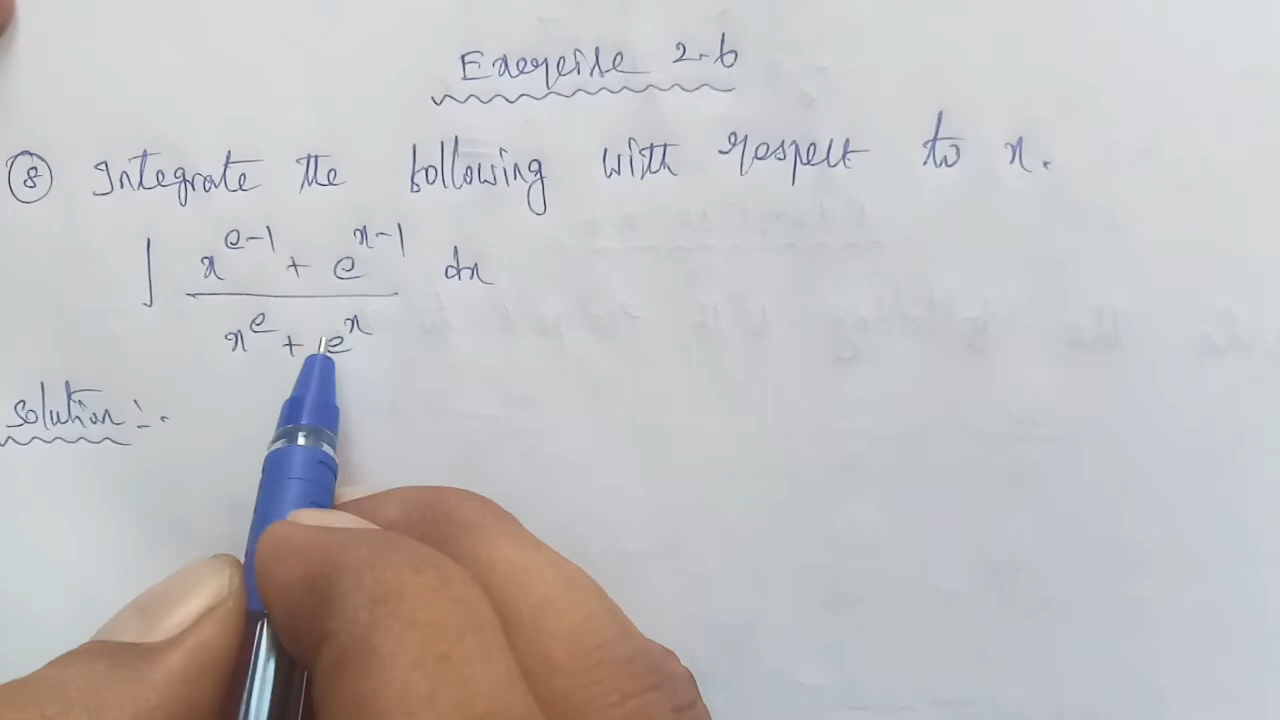 Exercise 2.6
⑧ Integrate the following with respect to x.
∫ x^{e-1} + e^{x-1} / x^e + e^x dx
Solution:-